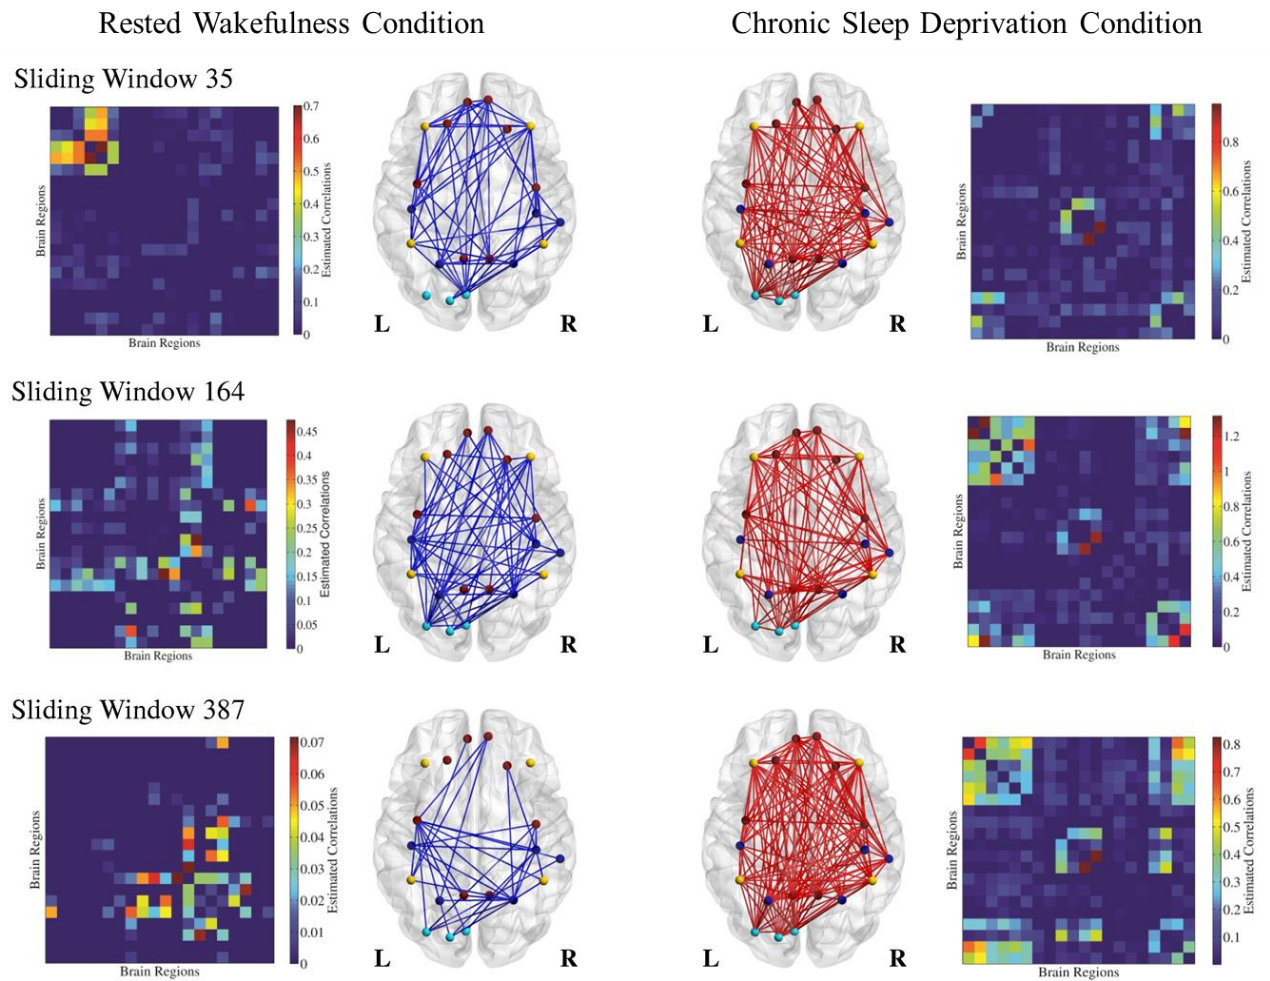 Rested Wakefulness Condition
Chronic Sleep Deprivation Condition
Sliding Window 35
Brain Regions
Brain Regions
0.7
0.6
0.5
0.4
0.3
0.2
0.1
0
Estimated Correlations
L
R
L
R
Brain Regions
Brain Regions
0.8
0.6
0.4
0.2
0
Estimated Correlations
Sliding Window 164
Brain Regions
Brain Regions
0.45
0.4
0.35
0.3
0.25
0.2
0.15
0.1
0.05
0
Estimated Correlations
L
R
L
R
Brain Regions
Brain Regions
1.2
1
0.8
0.6
0.4
0.2
0
Estimated Correlations
Sliding Window 387
Brain Regions
Brain Regions
0.07
0.06
0.05
0.04
0.03
0.02
0.01
0
Estimated Correlations
L
R
L
R
Brain Regions
Brain Regions
0.8
0.7
0.6
0.5
0.4
0.3
0.2
0.1
Estimated Correlations